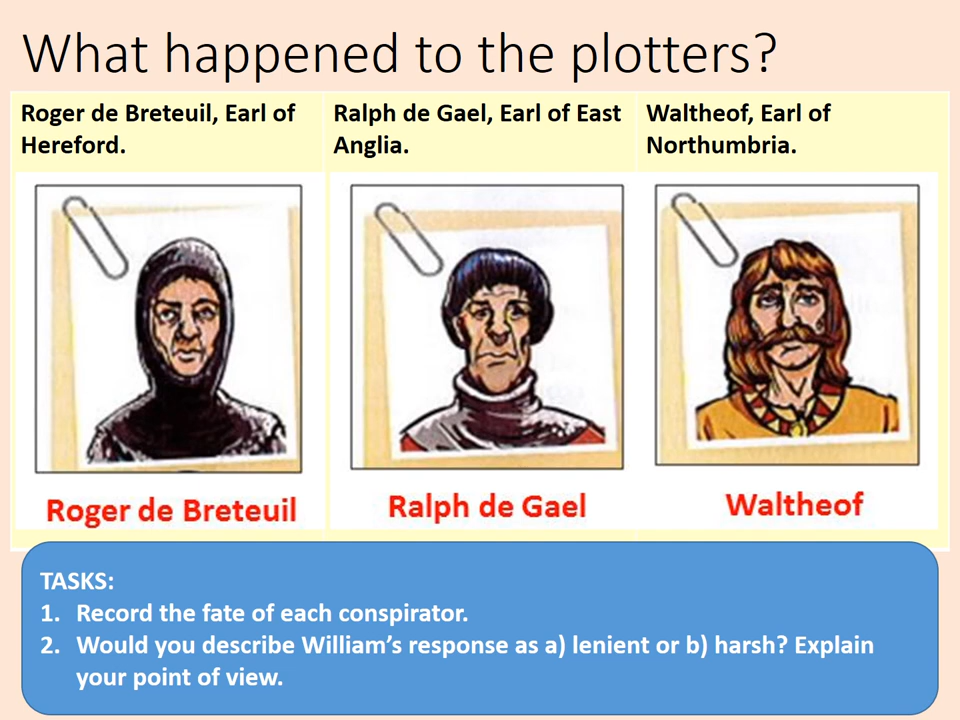 What happened to the plotters?
Roger de Breteuil, Earl of
Hereford.
Ralph de Gael, Earl of East
Anglia.
Waltheof, Earl of
Northumbria.
Roger de Breteuil
Ralph de Gael
Waltheof
TASKS:
1. Record the fate of each conspirator.
2. Would you describe William’s response as a) lenient or b) harsh? Explain
your point of view.